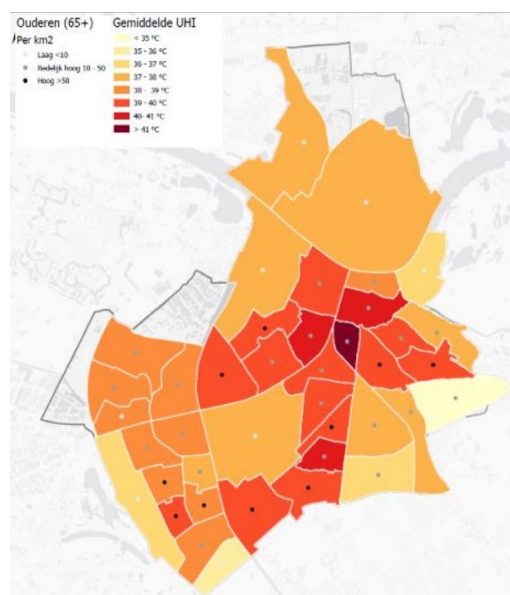 Ouderen (65+)
Per km2
Laag <10
Redelijk hoog 10 - 50
Hoog >50
Gemiddelde UHI
< 35 °C
35 - 36 °C
36 - 37 °C
37 - 38 °C
38 - 39 °C
39 - 40 °C
40- 41 °C
> 41 °C